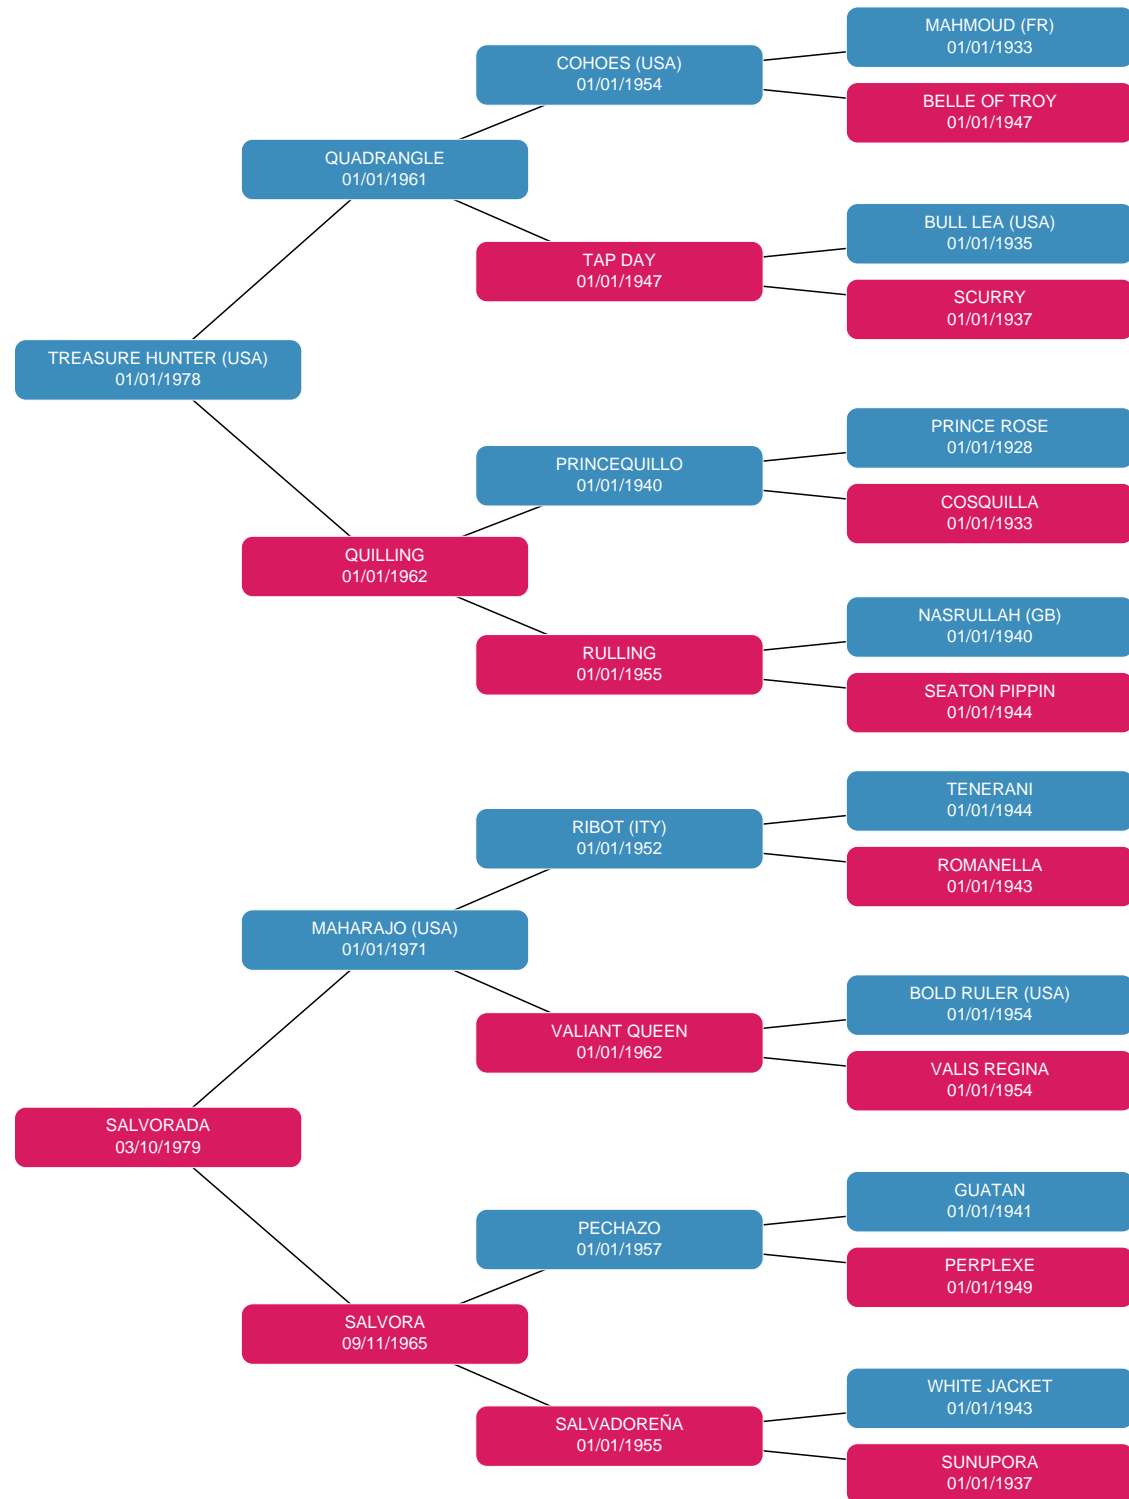 MAHMOUD (FR)
01/01/1933
COHOES (USA)
01/01/1954
BELLE OF TROY
01/01/1947
QUADRANGLE
01/01/1961
BULL LEA (USA)
01/01/1935
TAP DAY
01/01/1947
SCURRY
01/01/1937
TREASURE HUNTER (USA)
01/01/1978
PRINCE ROSE
01/01/1928
PRINCEQUILLO
01/01/1940
COSQUILLA
01/01/1933
QUILLING
01/01/1962
NASRULLAH (GB)
01/01/1940
RULLING
01/01/1955
SEATON PIPPIN
01/01/1944
TENERANI
01/01/1944
RIBOT (ITY)
01/01/1952
ROMANELLA
01/01/1943
MAHARAJO (USA)
01/01/1971
BOLD RULER (USA)
01/01/1954
VALIANT QUEEN
01/01/1962
VALIS REGINA
01/01/1954
SALVORADA
03/10/1979
GUATAN
01/01/1941
PECHAZO
01/01/1957
PERPLEXE
01/01/1949
SALVORA
09/11/1965
WHITE JACKET
01/01/1943
SALVADOREÑA
01/01/1955
SUNUPORA
01/01/1937